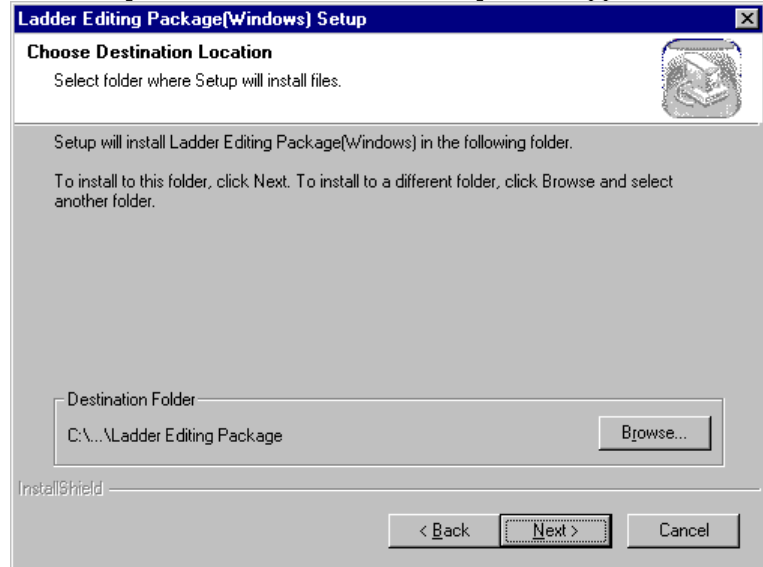 Ladder Editing Package(Windows) Setup
Choose Destination Location
Select folder where Setup will install files.
Setup will install Ladder Editing Package(Windows) in the following folder.
To install to this folder, click Next. To install to a different folder, click Browse and select
another folder.
Destination Folder
C:\...\Ladder Editing Package
Browse...
InstallShield
< Back
Next >
Cancel